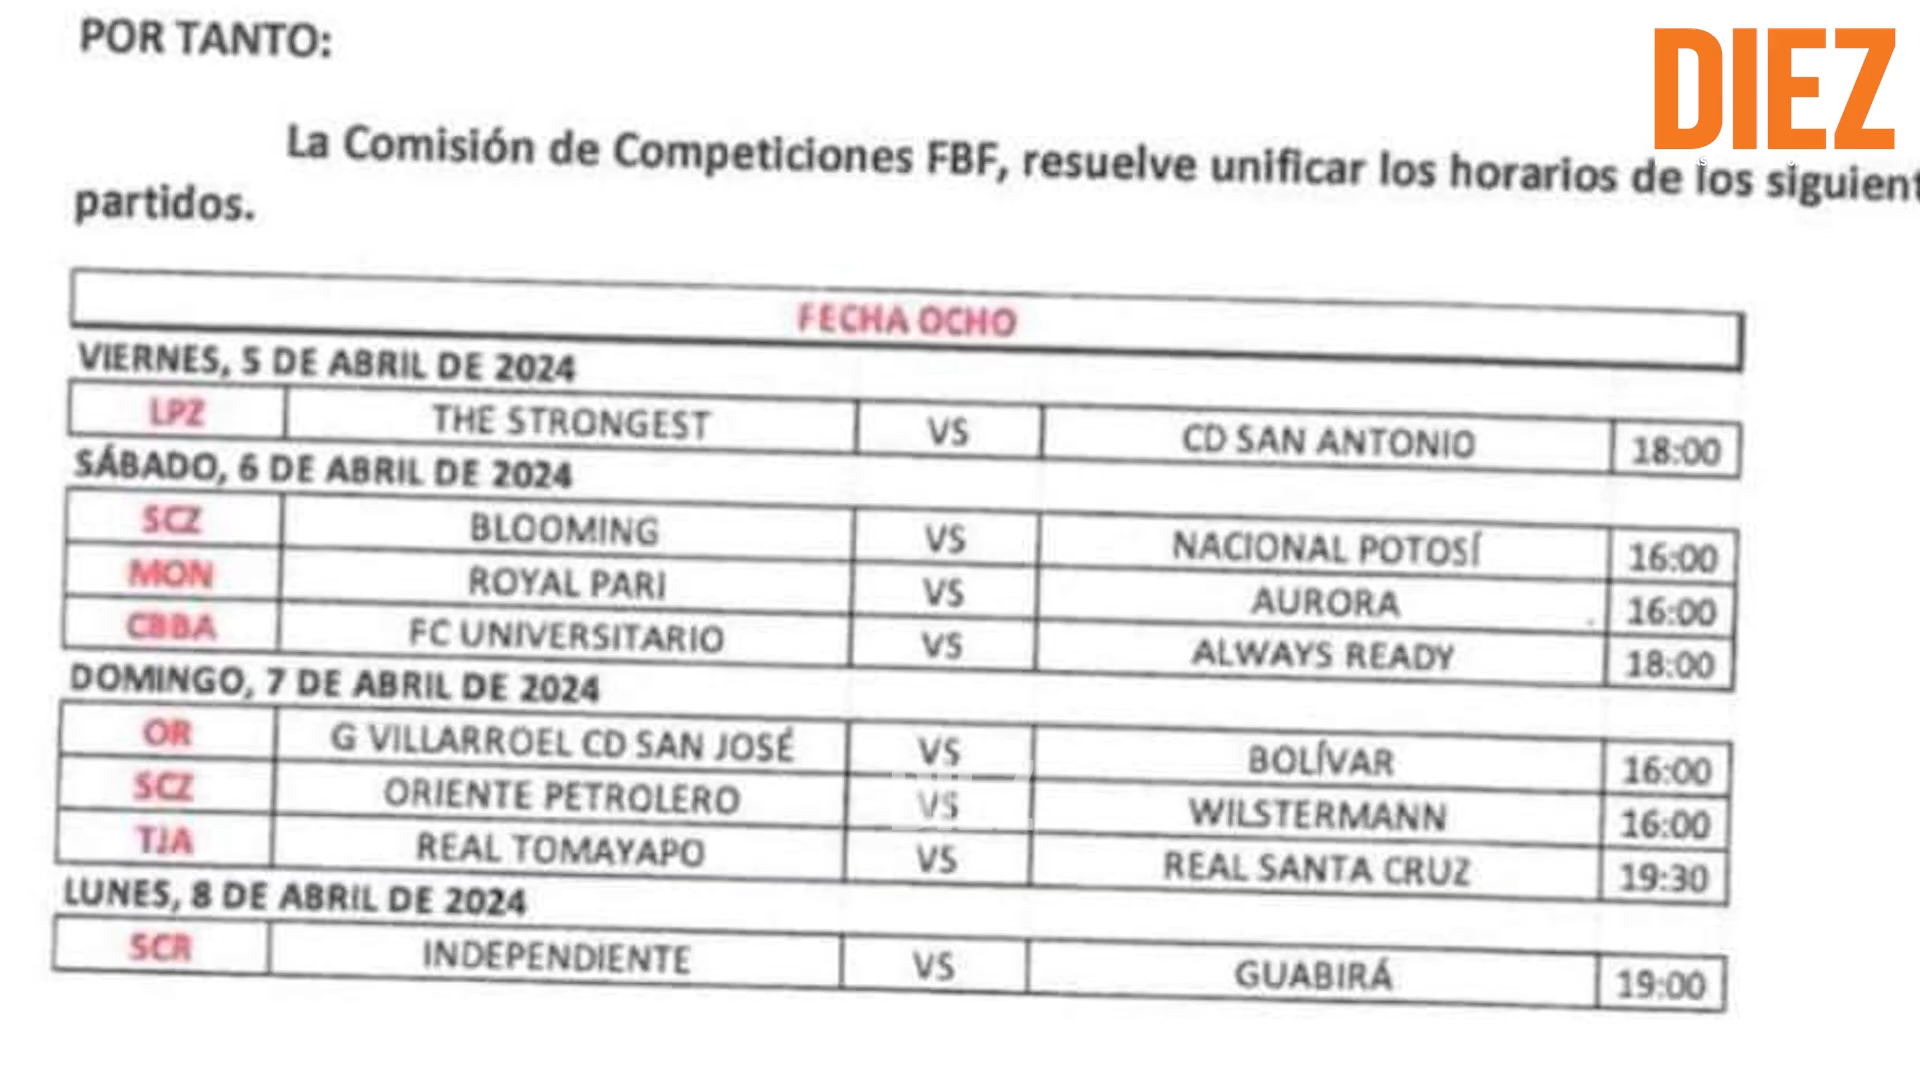 DIEZ
POR TANTO:
La Comisión de Competiciones FBF, resuelve unificar los horarios de los siguient
partidos.
FECHA OCHO
VIERNES, 5 DE ABRIL DE 2024
LPZ THE STRONGEST VS CD SAN ANTONIO 18:00
SÁBADO, 6 DE ABRIL DE 2024
SCZ BLOOMING VS NACIONAL POTOSÍ 16:00
MON ROYAL PARI VS AURORA 16:00
CBBA FC UNIVERSITARIO VS ALWAYS READY 18:00
DOMINGO, 7 DE ABRIL DE 2024
OR G VILLARROEL CD SAN JOSÉ VS BOLÍVAR 16:00
SCZ ORIENTE PETROLERO VS WILSTERMANN 16:00
TJA REAL TOMAYAPO VS REAL SANTA CRUZ 19:30
LUNES, 8 DE ABRIL DE 2024
SCR INDEPENDIENTE VS GUABIRÁ 19:00